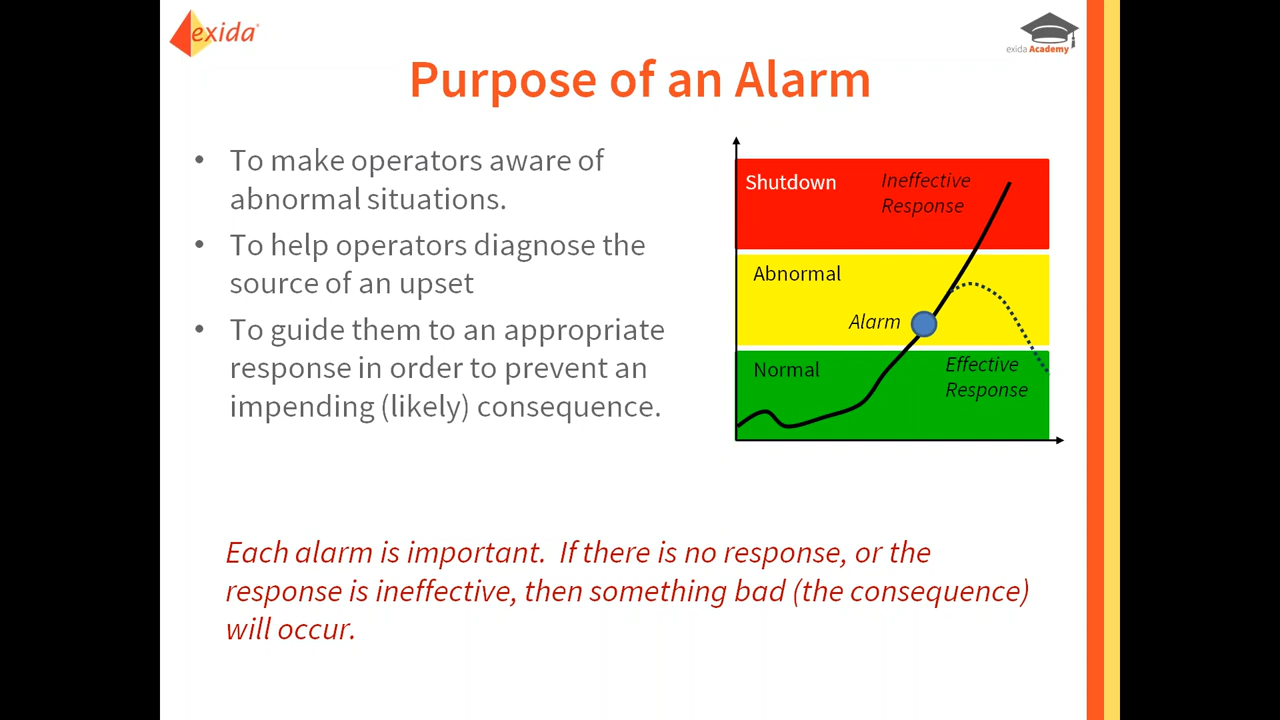 exida
exida Academy
Purpose of an Alarm
• To make operators aware of
abnormal situations.
• To help operators diagnose the
source of an upset
• To guide them to an appropriate
response in order to prevent an
impending (likely) consequence.
Shutdown
Ineffective
Response
Abnormal
Alarm
Normal
Effective
Response
Each alarm is important. If there is no response, or the
response is ineffective, then something bad (the consequence)
will occur.